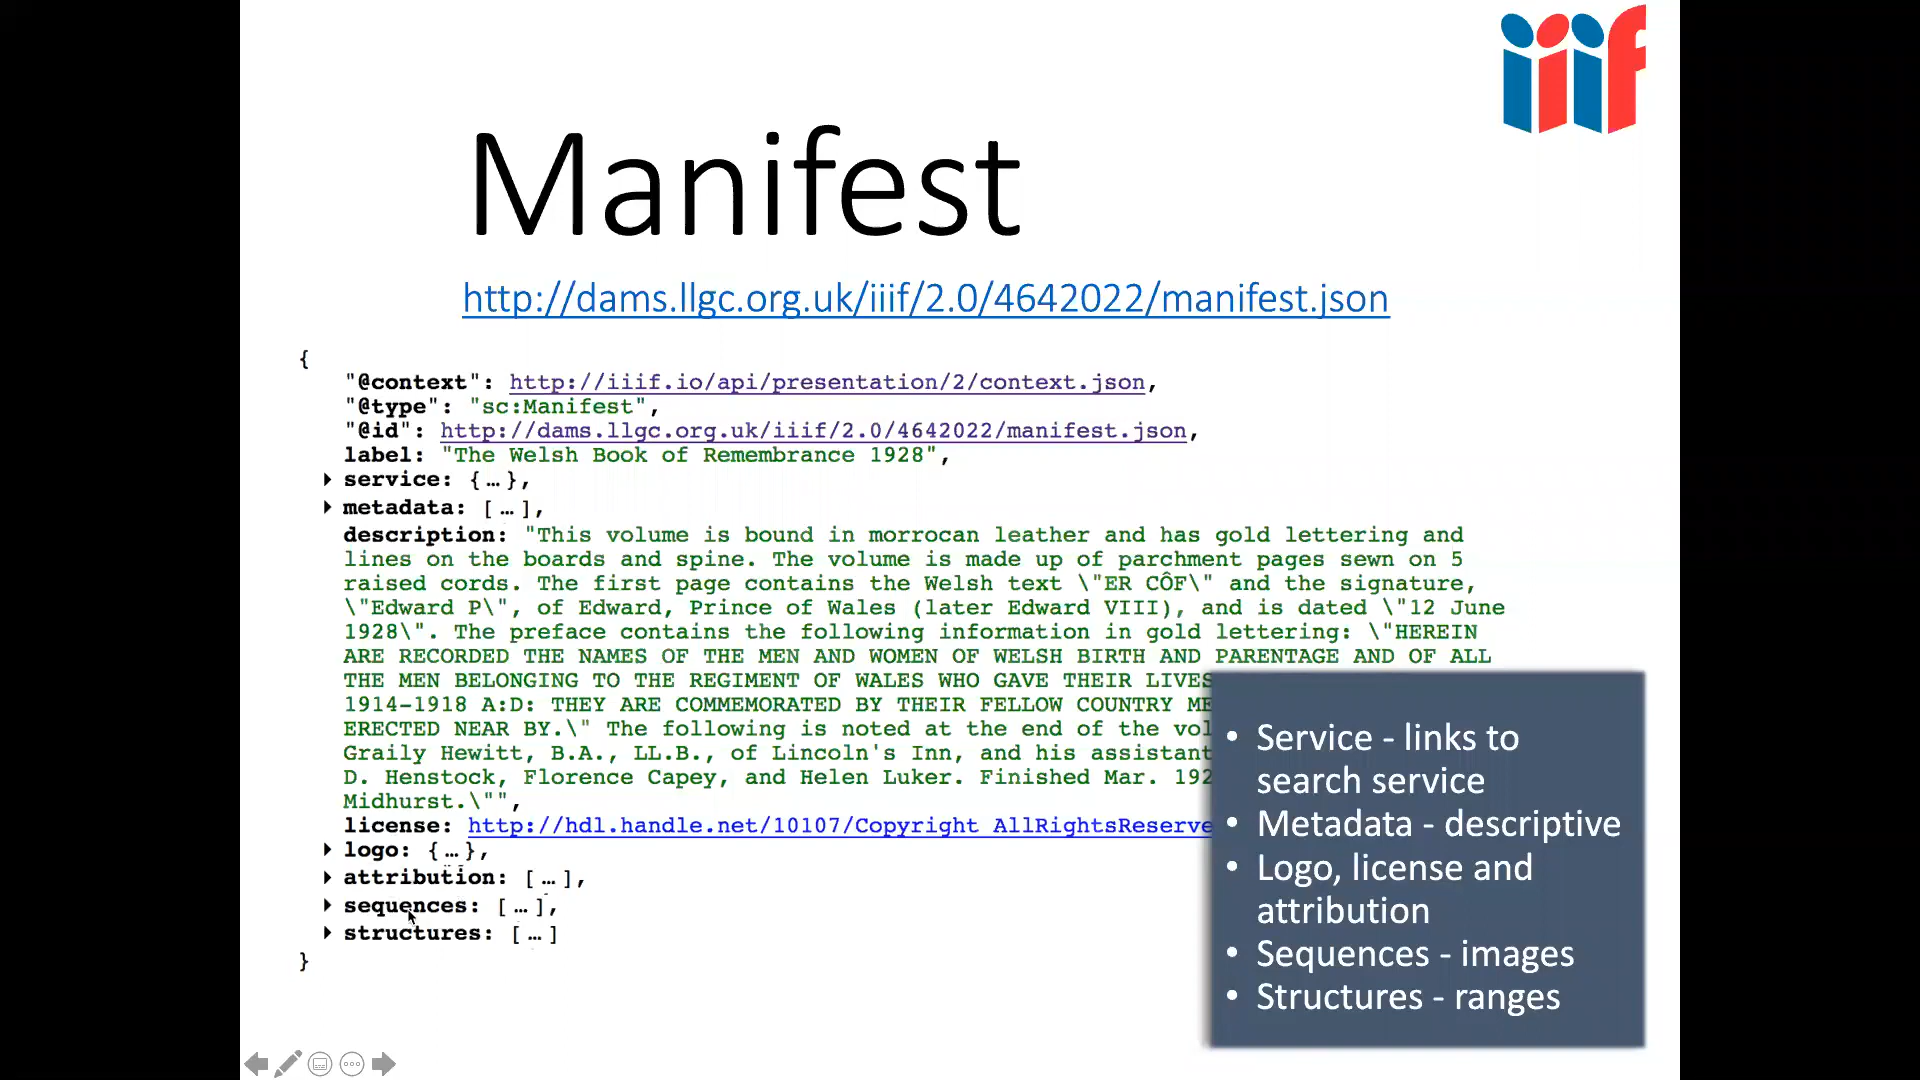 iiif
Manifest
http://dams.llgc.org.uk/iiif/2.0/4642022/manifest.json
{
"@context": http://iiif.io/api/presentation/2/context.json,
"@type": "sc:Manifest",
"@id": http://dams.llgc.org.uk/iiif/2.0/4642022/manifest.json,
label: "The Welsh Book of Remembrance 1928",
service: {…},
metadata: […],
description: "This volume is bound in morrocan leather and has gold lettering and
lines on the boards and spine. The volume is made up of parchment pages sewn on 5
raised cords. The first page contains the Welsh text \"ER CÔF\" and the signature,
\"Edward P\", of Edward, Prince of Wales (later Edward VIII), and is dated \"12 June
1928\". The preface contains the following information in gold lettering: \"HEREIN
ARE RECORDED THE NAMES OF THE MEN AND WOMEN OF WELSH BIRTH AND PARENTAGE AND OF ALL
THE MEN BELONGING TO THE REGIMENT OF WALES WHO GAVE THEIR LIVES
1914-1918 A:D: THEY ARE COMMEMORATED BY THEIR FELLOW COUNTRY
ERECTED NEAR BY.\" The following is noted at the end of the
Graily Hewitt, B.A., LL.B., of Lincoln's Inn, and his assistant
D. Henstock, Florence Capey, and Helen Luker. Finished Mar.
Midhurst.\"",
license: http://hdl.handle.net/10107/Copyright_AllRightsReserve
logo: {…},
attribution: […],
sequences: […],
structures: […]
}
• Service - links to
search service
• Metadata - descriptive
• Logo, license and
attribution
• Sequences - images
• Structures - ranges